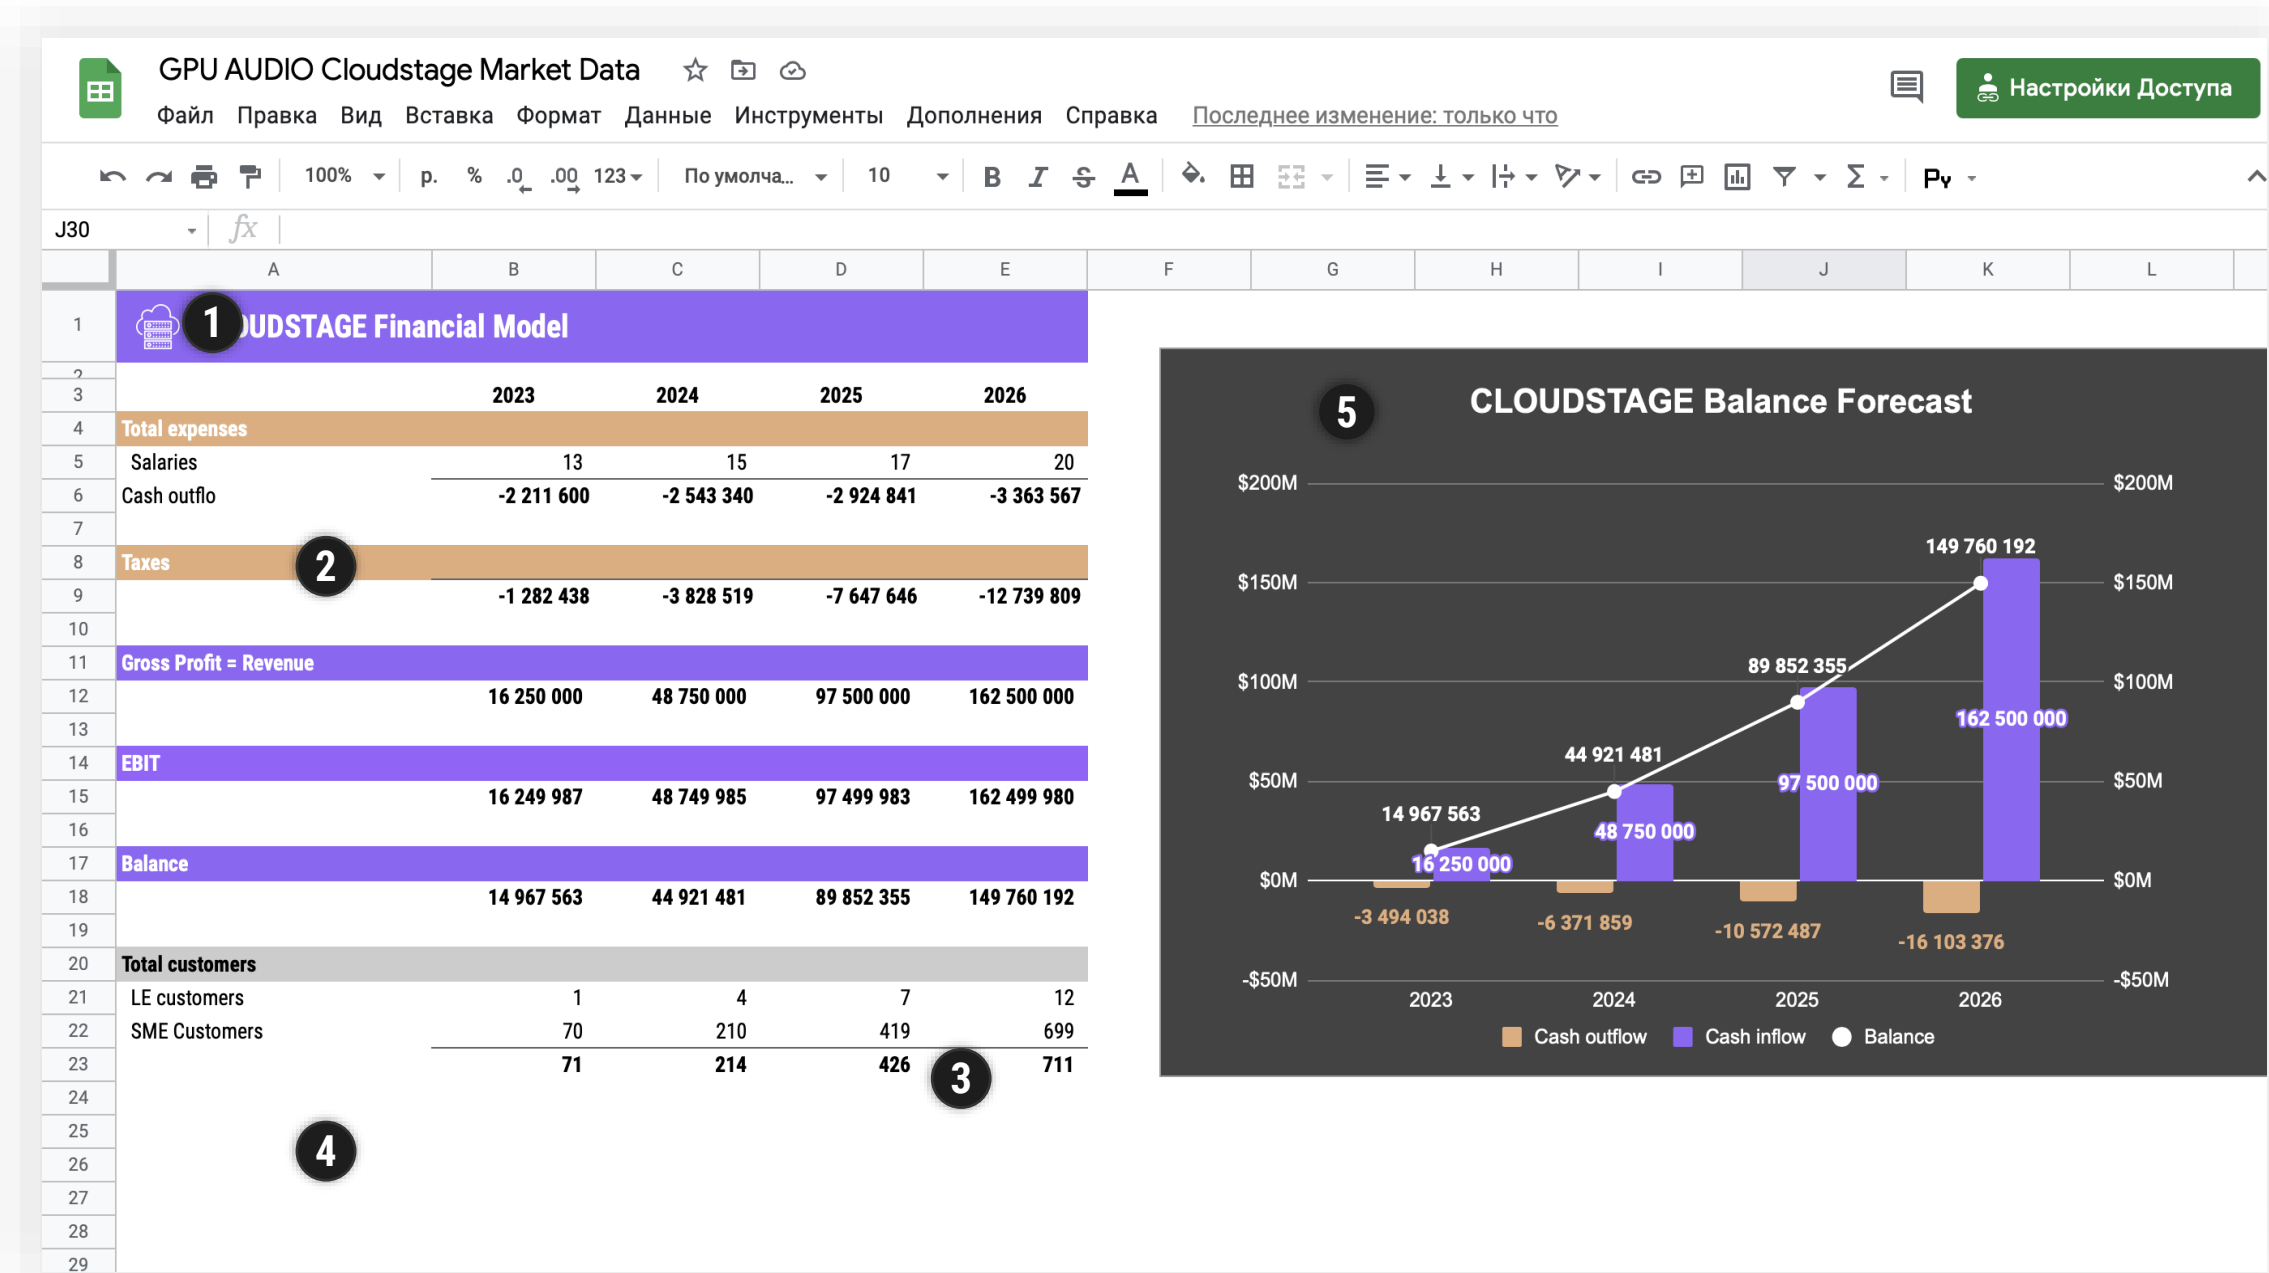 GPU AUDIO Cloudstage Market Data
Файл Правка Вид Вставка Формат Данные Инструменты Дополнения Справка Последнее изменение: только что
Настройки Доступа
100% р. % .0 .00 123 По умолча... 10 B I S A Σ Ру
J30 fx
A B C D E F G H I J K L
1 1 OUDSTAGE Financial Model
2
3 2023 2024 2025 2026
4 Total expenses
5 Salaries 13 15 17 20
6 Cash outflo -2 211 600 -2 543 340 -2 924 841 -3 363 567
7
8 Taxes 2
9 -1 282 438 -3 828 519 -7 647 646 -12 739 809
10
11 Gross Profit = Revenue
12 16 250 000 48 750 000 97 500 000 162 500 000
13
14 EBIT
15 16 249 987 48 749 985 97 499 983 162 499 980
16
17 Balance
18 14 967 563 44 921 481 89 852 355 149 760 192
19
20 Total customers
21 LE customers 1 4 7 12
22 SME Customers 70 210 419 699
23 71 214 426 3 711
24
25
4
26
27
28
29
5 CLOUDSTAGE Balance Forecast
$200M $200M
149 760 192
$150M $150M
89 852 355
$100M $100M
162 500 000
44 921 481
$50M 97 500 000 $50M
14 967 563 48 750 000
16 250 000
$0M $0M
-3 494 038 -6 371 859 -10 572 487 -16 103 376
-$50M -$50M
2023 2024 2025 2026
Cash outflow Cash inflow Balance